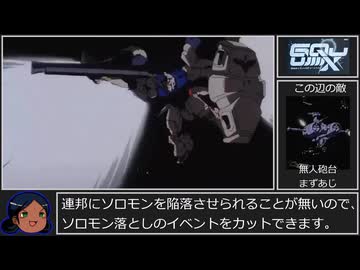 GQuuuuuuX
この辺の敵
無人砲台
まずあじ
連邦にソロモンを陥落させられることが無いので、
ソロモン落としのイベントをカットできます。